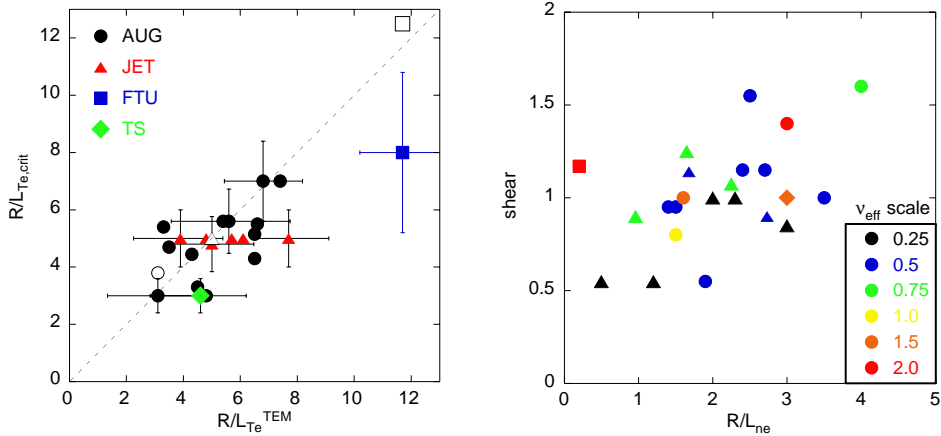 12
10
8
6
4
2
0
0 2 4 6 8 10 12
R/L_Te,crit
R/L_Te^TEM
AUG
JET
FTU
TS
2
1.5
1
0.5
0
0 1 2 3 4 5
shear
R/L_ne
ν_eff scale
0.25
0.5
0.75
1.0
1.5
2.0